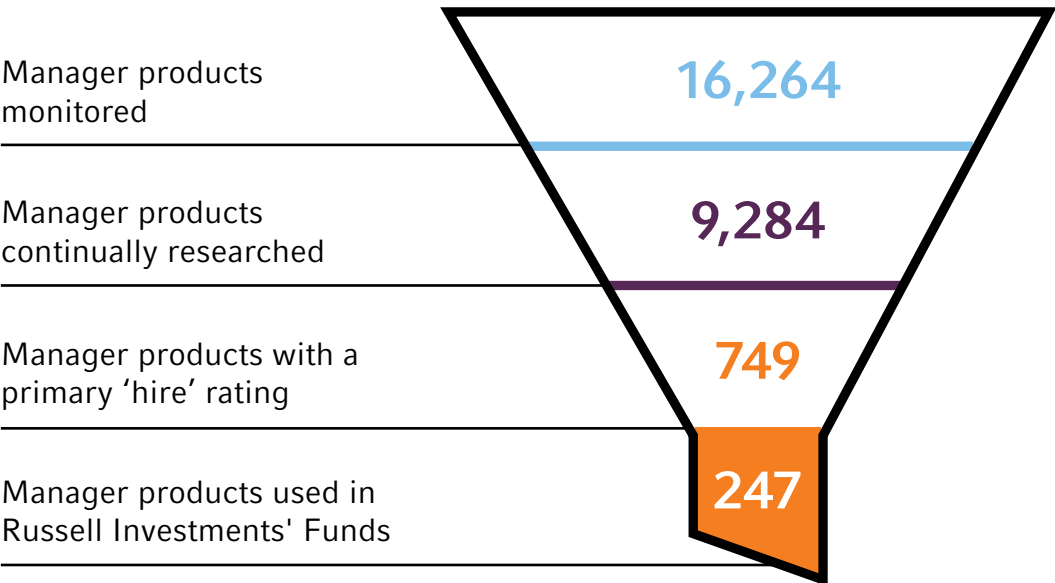 Manager products
monitored
16,264
Manager products
continually researched
9,284
Manager products with a
primary ‘hire’ rating
749
Manager products used in
Russell Investments' Funds
247